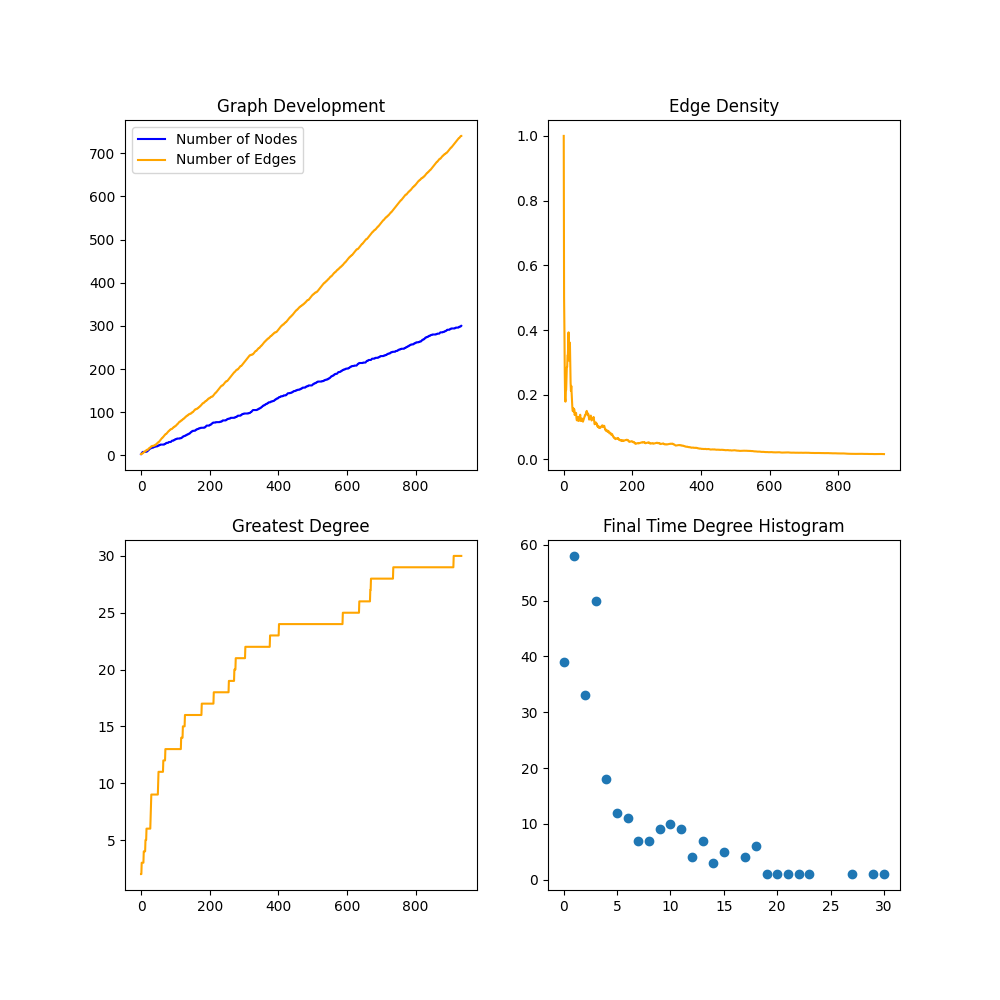 Graph Development
Number of Nodes
Number of Edges
700
600
500
400
300
200
100
0
0 200 400 600 800
Edge Density
1.0
0.8
0.6
0.4
0.2
0.0
0 200 400 600 800
Greatest Degree
30
25
20
15
10
5
0 200 400 600 800
Final Time Degree Histogram
60
50
40
30
20
10
0
0 5 10 15 20 25 30